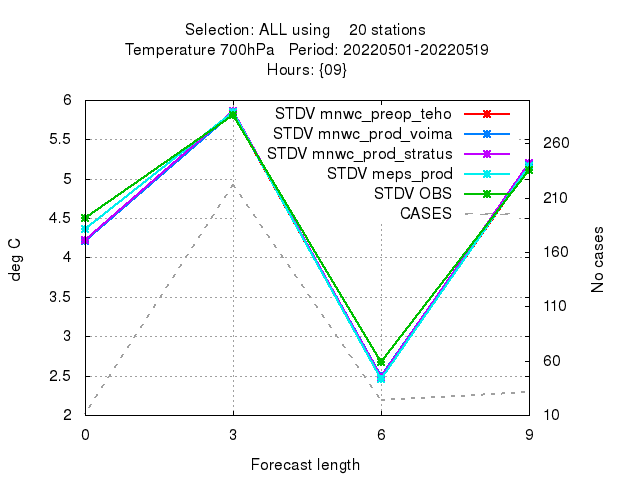 Selection: ALL using 20 stations
Temperature 700hPa Period: 20220501-20220519
Hours: {09}
STDV mnwc_preop_teho
STDV mnwc_prod_voima
STDV mnwc_prod_stratus
STDV meps_prod
STDV OBS
CASES
6
5.5
5
4.5
4
3.5
3
2.5
2
deg C
260
210
160
110
60
10
No cases
0 3 6 9
Forecast length